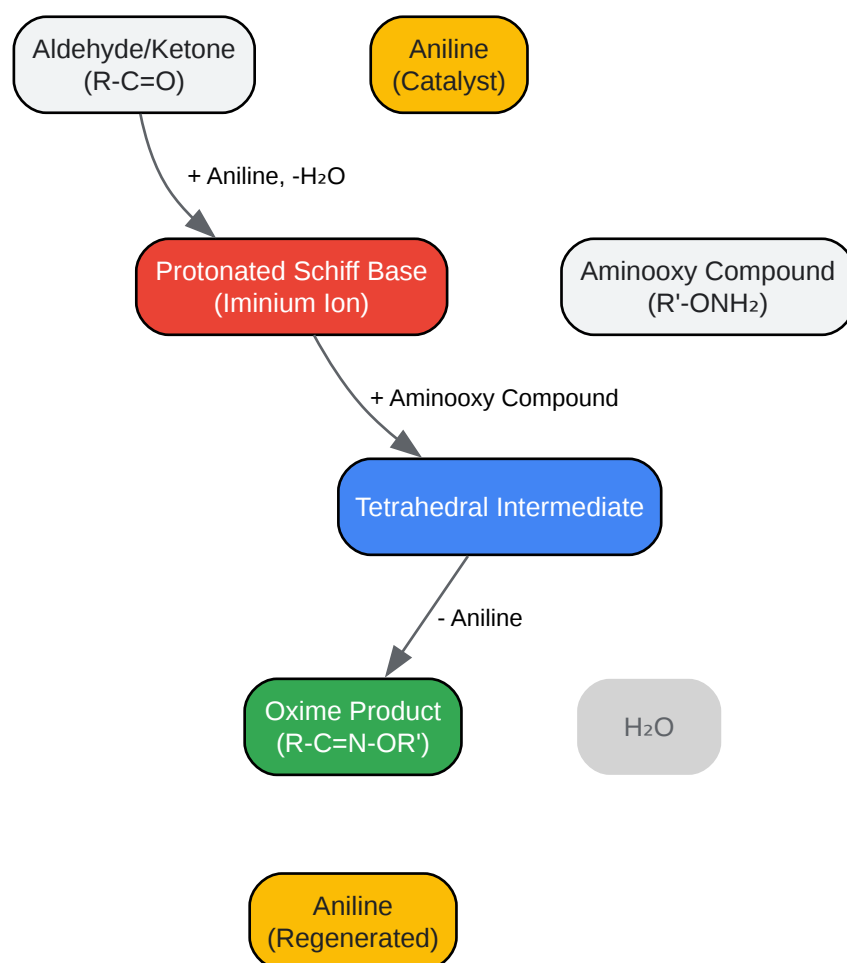 Aldehyde/Ketone
(R-C=O)
Aniline
(Catalyst)
+ Aniline, -H₂O
Protonated Schiff Base
(Iminium Ion)
Aminooxy Compound
(R'-ONH₂)
+ Aminooxy Compound
Tetrahedral Intermediate
- Aniline
Oxime Product
(R-C=N-OR')
H₂O
Aniline
(Regenerated)